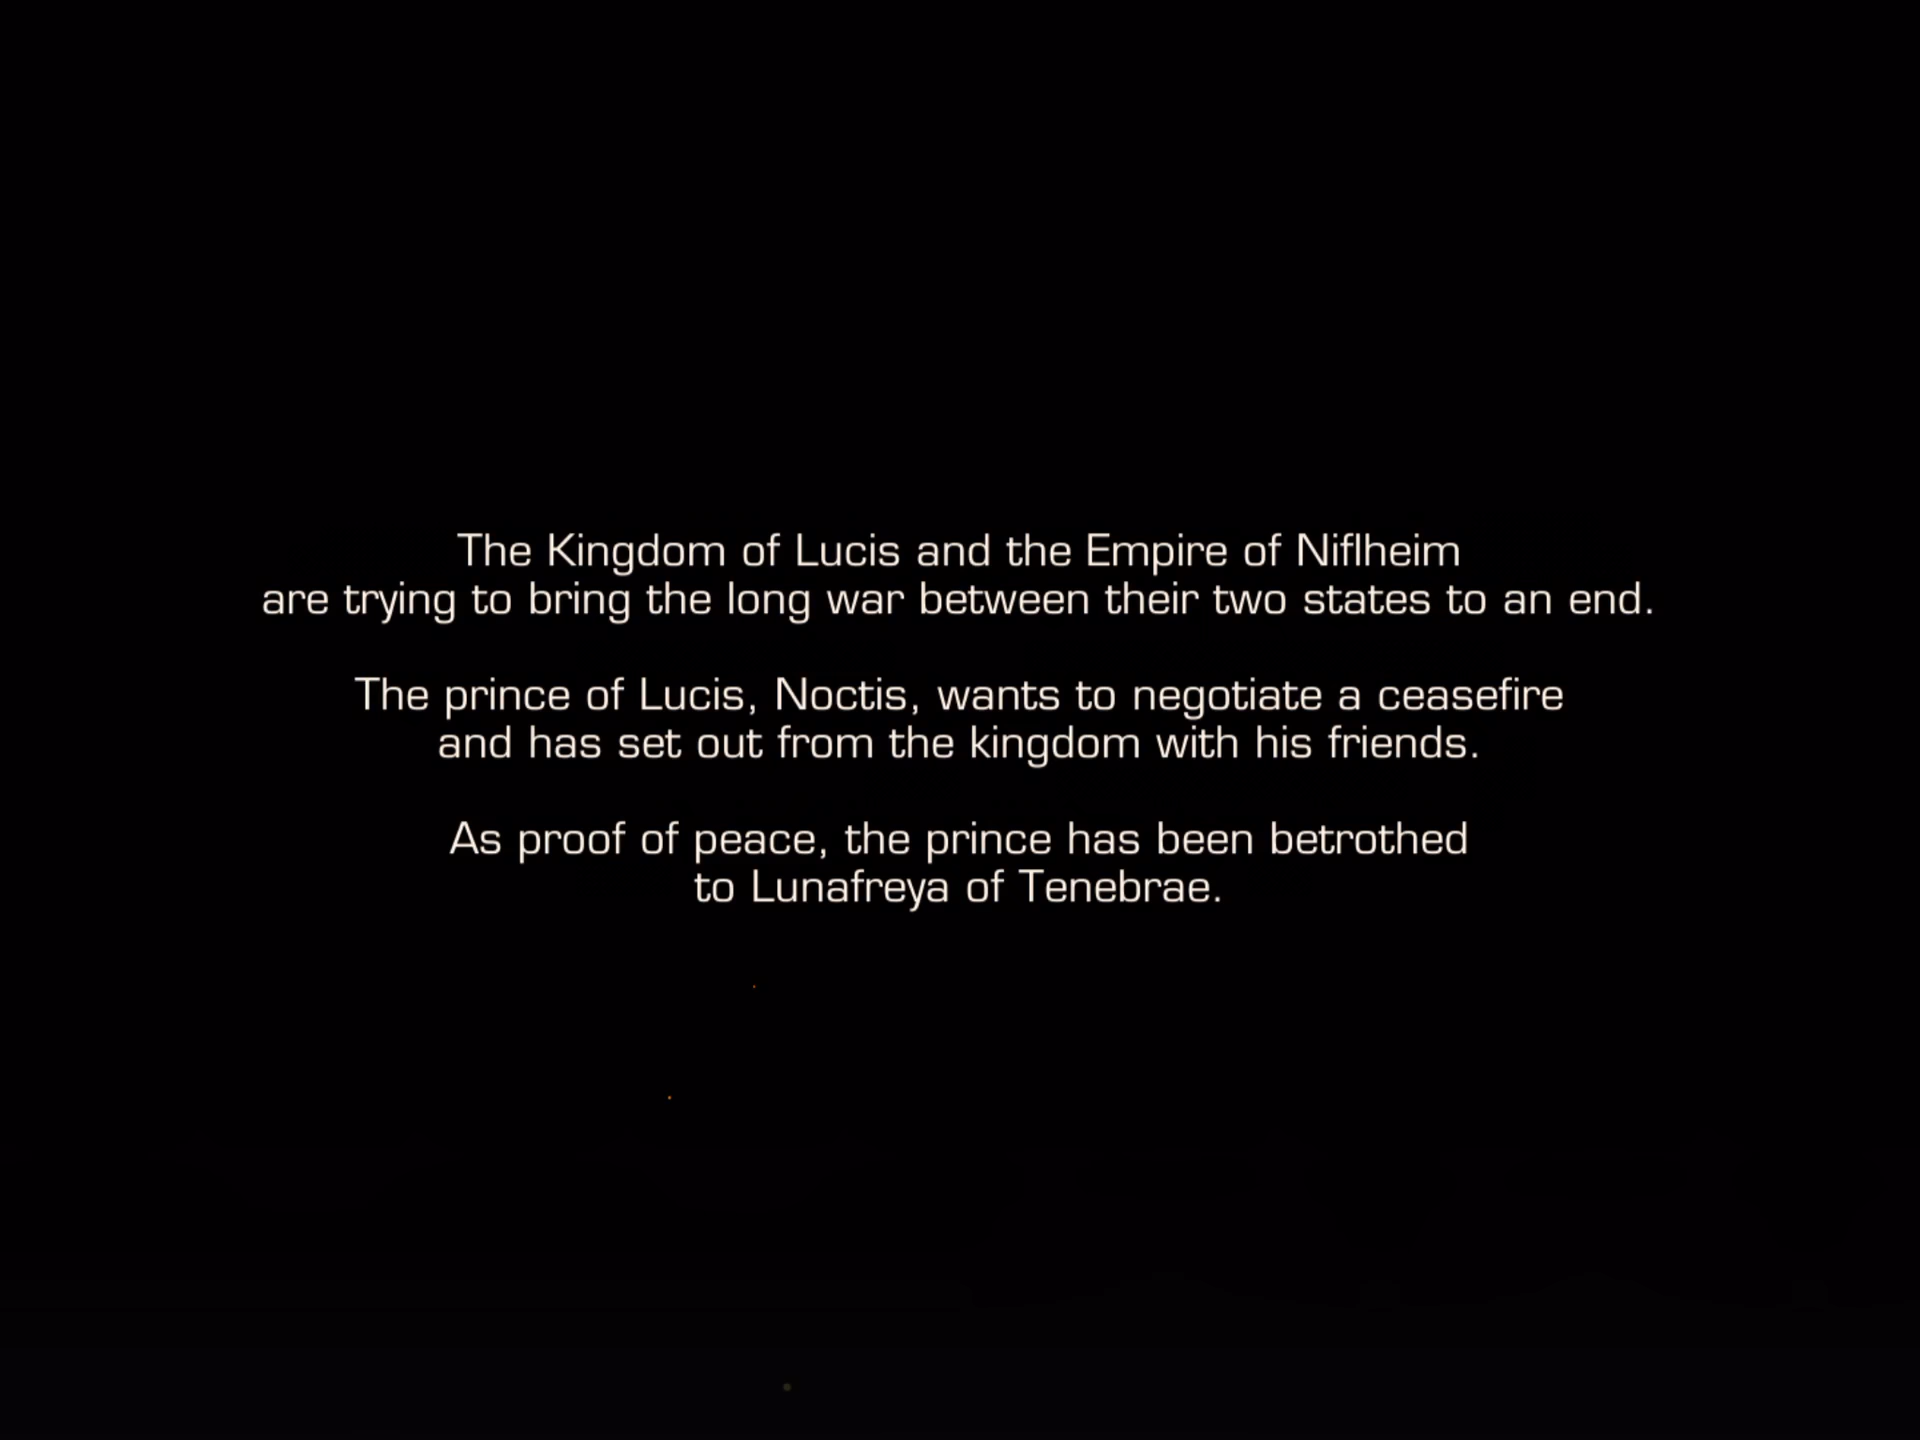 The Kingdom of Lucis and the Empire of Niflheim
are trying to bring the long war between their two states to an end.
The prince of Lucis, Noctis, wants to negotiate a ceasefire
and has set out from the kingdom with his friends.
As proof of peace, the prince has been betrothed
to Lunafreya of Tenebrae.